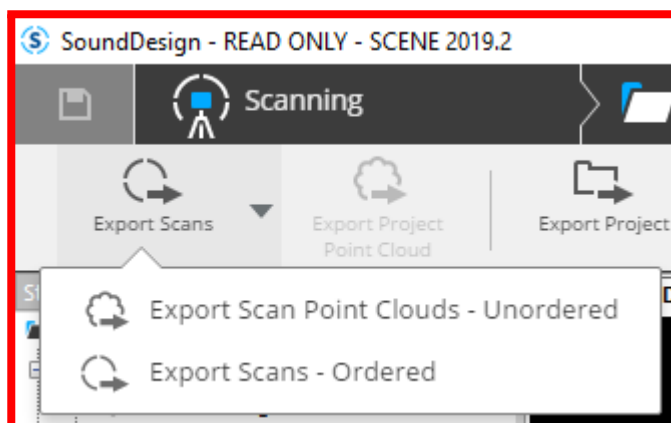 SoundDesign - READ ONLY - SCENE 2019.2
Scanning
Export Scans
Export Project
Point Cloud
Export Project
Export Scan Point Clouds - Unordered
Export Scans - Ordered